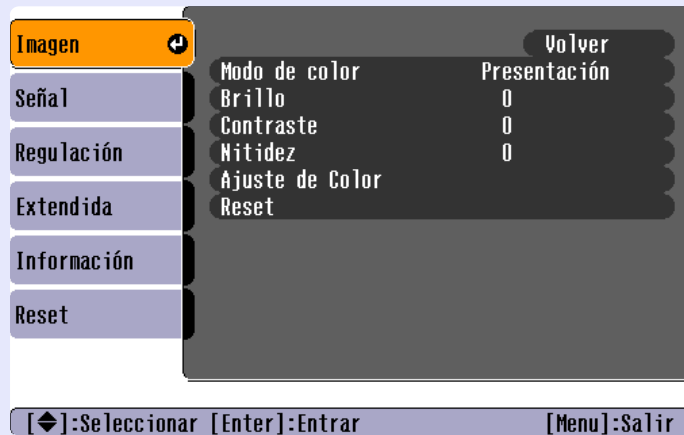 Imagen
Señal
Regulación
Extendida
Información
Reset
Volver
Modo de color Presentación
Brillo 0
Contraste 0
Nitidez 0
Ajuste de Color
Reset
[◆]:Seleccionar [Enter]:Entrar [Menu]:Salir